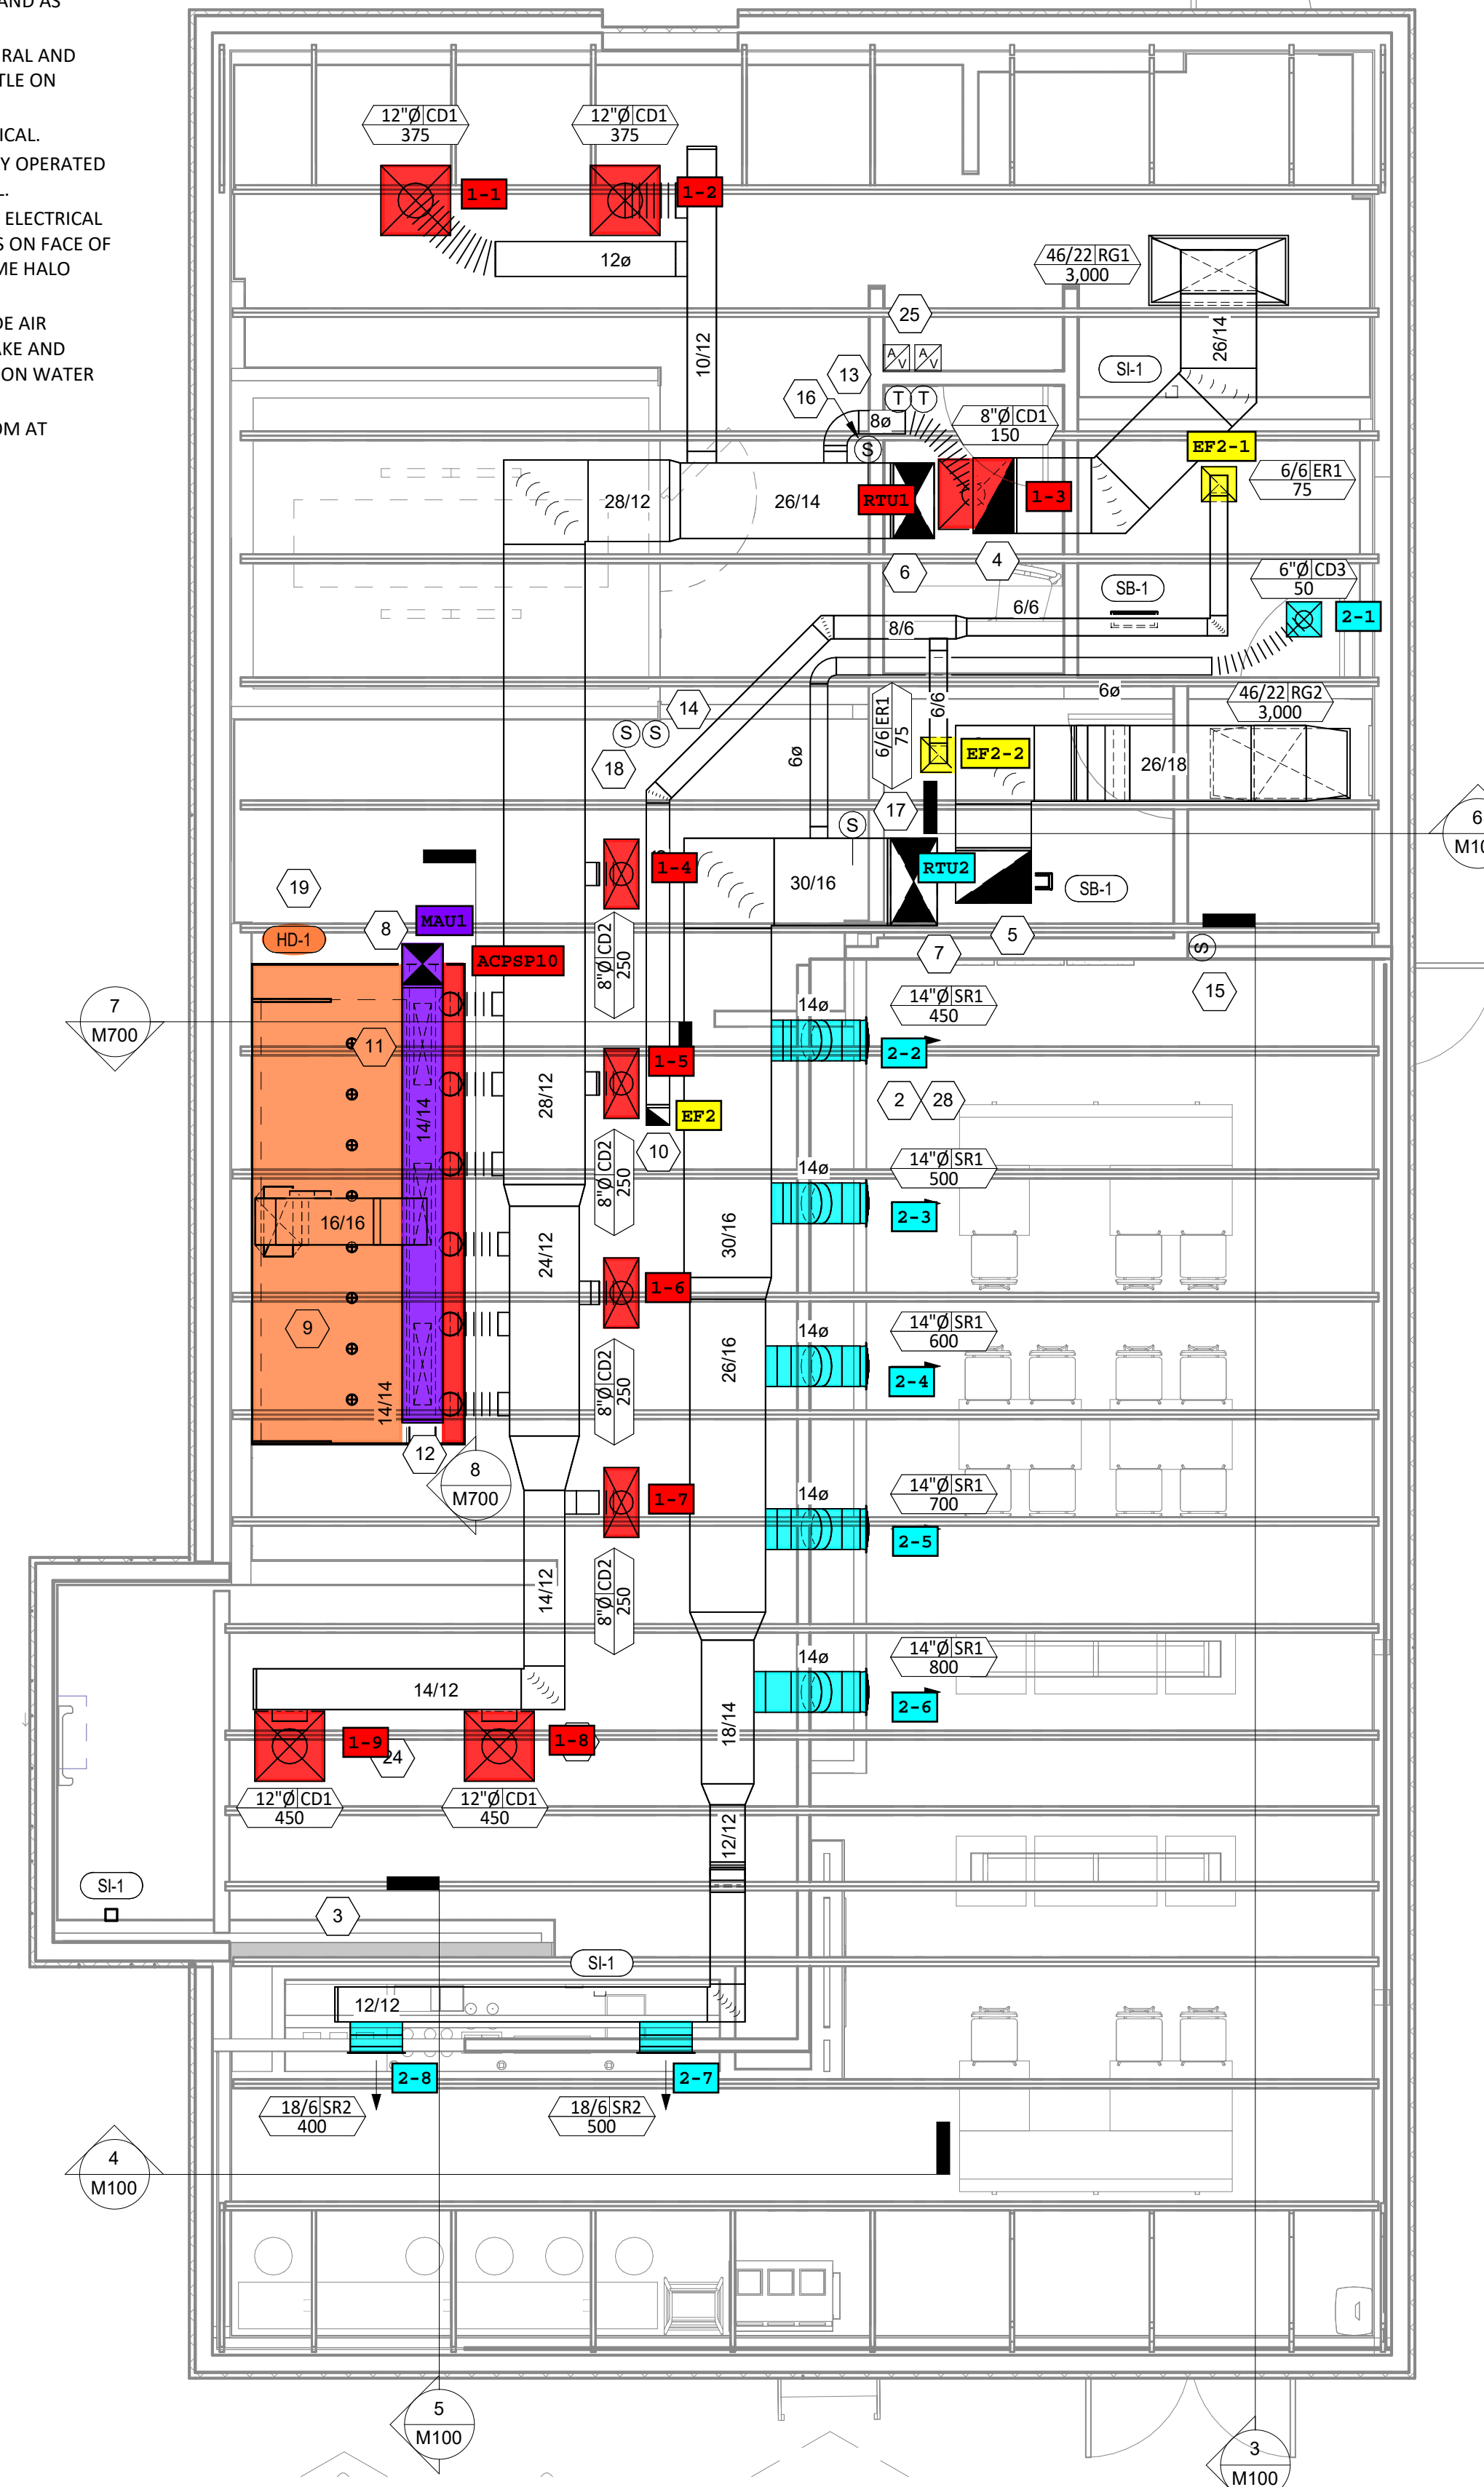 AND AS
RAL AND
TLE ON
ICAL.
Y OPERATED
L.
ELECTRICAL
S ON FACE OF
ME HALO
DE AIR
AKE AND
ON WATER
OM AT
12"Ø CD1
375
12"Ø CD1
375
1-1
1-2
12ø
46/22 RG1
3,000
25
26/14
10/12
A/V
A/V
13
SI-1
16
T
T
8ø
8"Ø CD1
150
S
EF2-1
6/6 ER1
75
28/12
26/14
RTU1
1-3
6
4
6"Ø CD3
50
SB-1
6/6
2-1
8/6
6ø
14
6/6 ER1
75
6/6
46/22 RG2
3,000
S
S
18
6ø
EF2-2
26/18
17
S
6
M10
1-4
30/16
RTU2
SB-1
19
8
MAU1
HD-1
ACPSP10
8"Ø CD2
250
7
5
S
15
7
M700
11
14ø
14"Ø SR1
450
2-2
1-5
28/12
14/14
EF2
2
28
10
8"Ø CD2
250
14ø
14"Ø SR1
500
2-3
16/16
24/12
30/16
1-6
9
14ø
14"Ø SR1
600
26/16
2-4
8"Ø CD2
250
14/14
12
8
M700
1-7
14ø
14"Ø SR1
700
2-5
14/12
8"Ø CD2
250
14ø
14"Ø SR1
800
14/12
2-6
18/14
1-9
24
1-8
12"Ø CD1
450
12"Ø CD1
450
12/12
SI-1
3
SI-1
12/12
2-8
2-7
18/6 SR2
400
18/6 SR2
500
4
M100
5
M100
3
M100